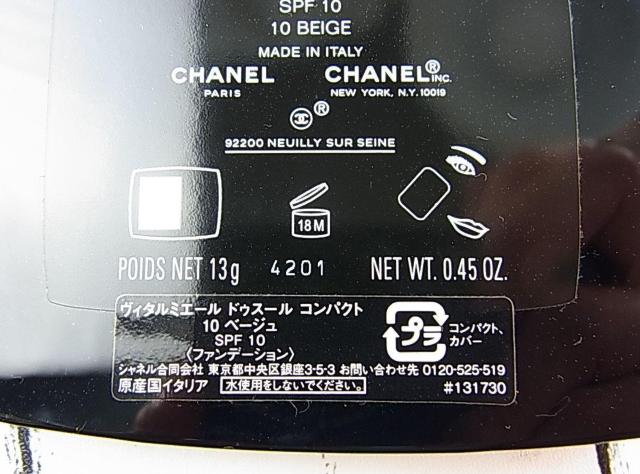 SPF 10
10 BEIGE
MADE IN ITALY
CHANEL CHANEL® INC.
PARIS NEW YORK, N.Y. 10019
®
92200 NEUILLY SUR SEINE
18 M
POIDS NET 13g 4201 NET WT. 0.45 OZ.
ヴィタルミエール ドゥスール コンパクト
10 ベージュ
SPF 10
〈ファンデーション〉
プラ コンパクト、
カバー
シャネル合同会社 東京都中央区銀座3-5-3 お問い合わせ先 0120-525-519
原産国イタリア 水使用をしないでください。 #131730